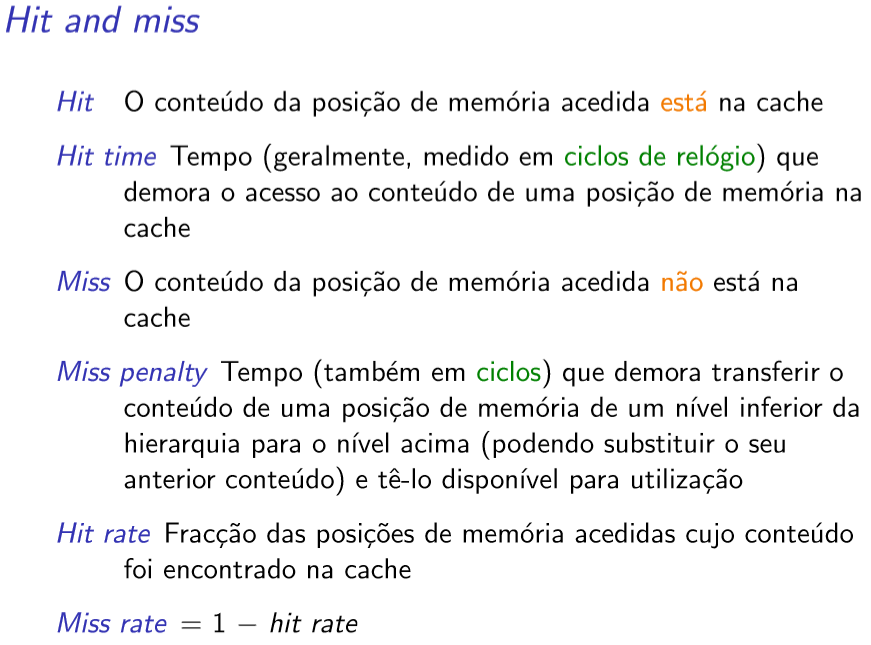 Hit and miss
Hit O conteúdo da posição de memória acedida está na cache
Hit time Tempo (geralmente, medido em ciclos de relógio) que
demora o acesso ao conteúdo de uma posição de memória na
cache
Miss O conteúdo da posição de memória acedida não está na
cache
Miss penalty Tempo (também em ciclos) que demora transferir o
conteúdo de uma posição de memória de um nível inferior da
hierarquia para o nível acima (podendo substituir o seu
anterior conteúdo) e tê-lo disponível para utilização
Hit rate Fracção das posições de memória acedidas cujo conteúdo
foi encontrado na cache
Miss rate = 1 − hit rate